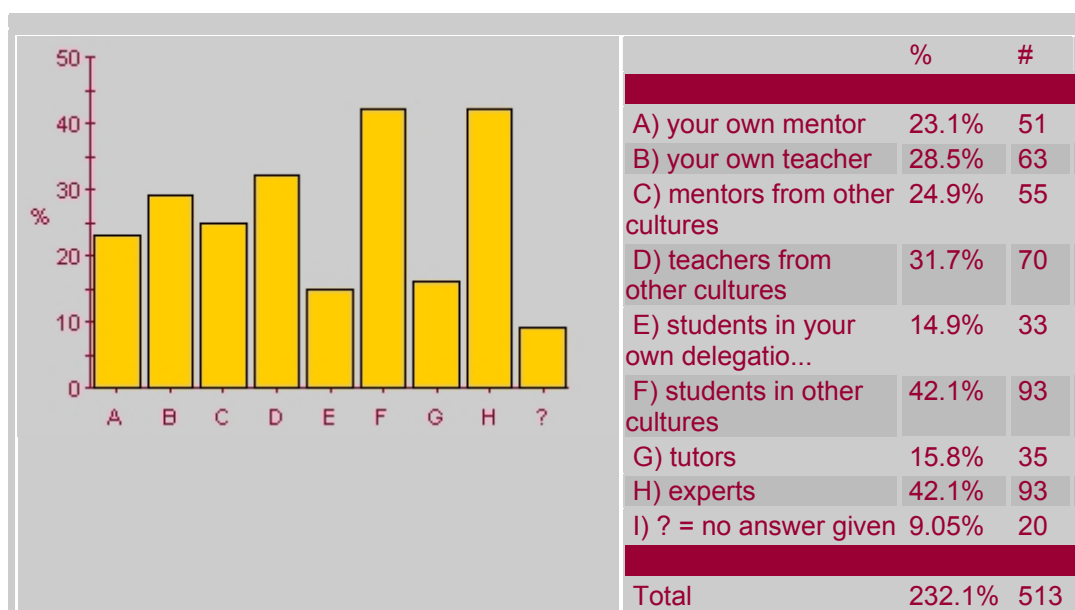 50
40
30
%
20
10
0
A B C D E F G H ?
% #
A) your own mentor 23.1% 51
B) your own teacher 28.5% 63
C) mentors from other 24.9% 55
cultures
D) teachers from 31.7% 70
other cultures
E) students in your 14.9% 33
own delegatio...
F) students in other 42.1% 93
cultures
G) tutors 15.8% 35
H) experts 42.1% 93
I) ? = no answer given 9.05% 20
Total 232.1% 513